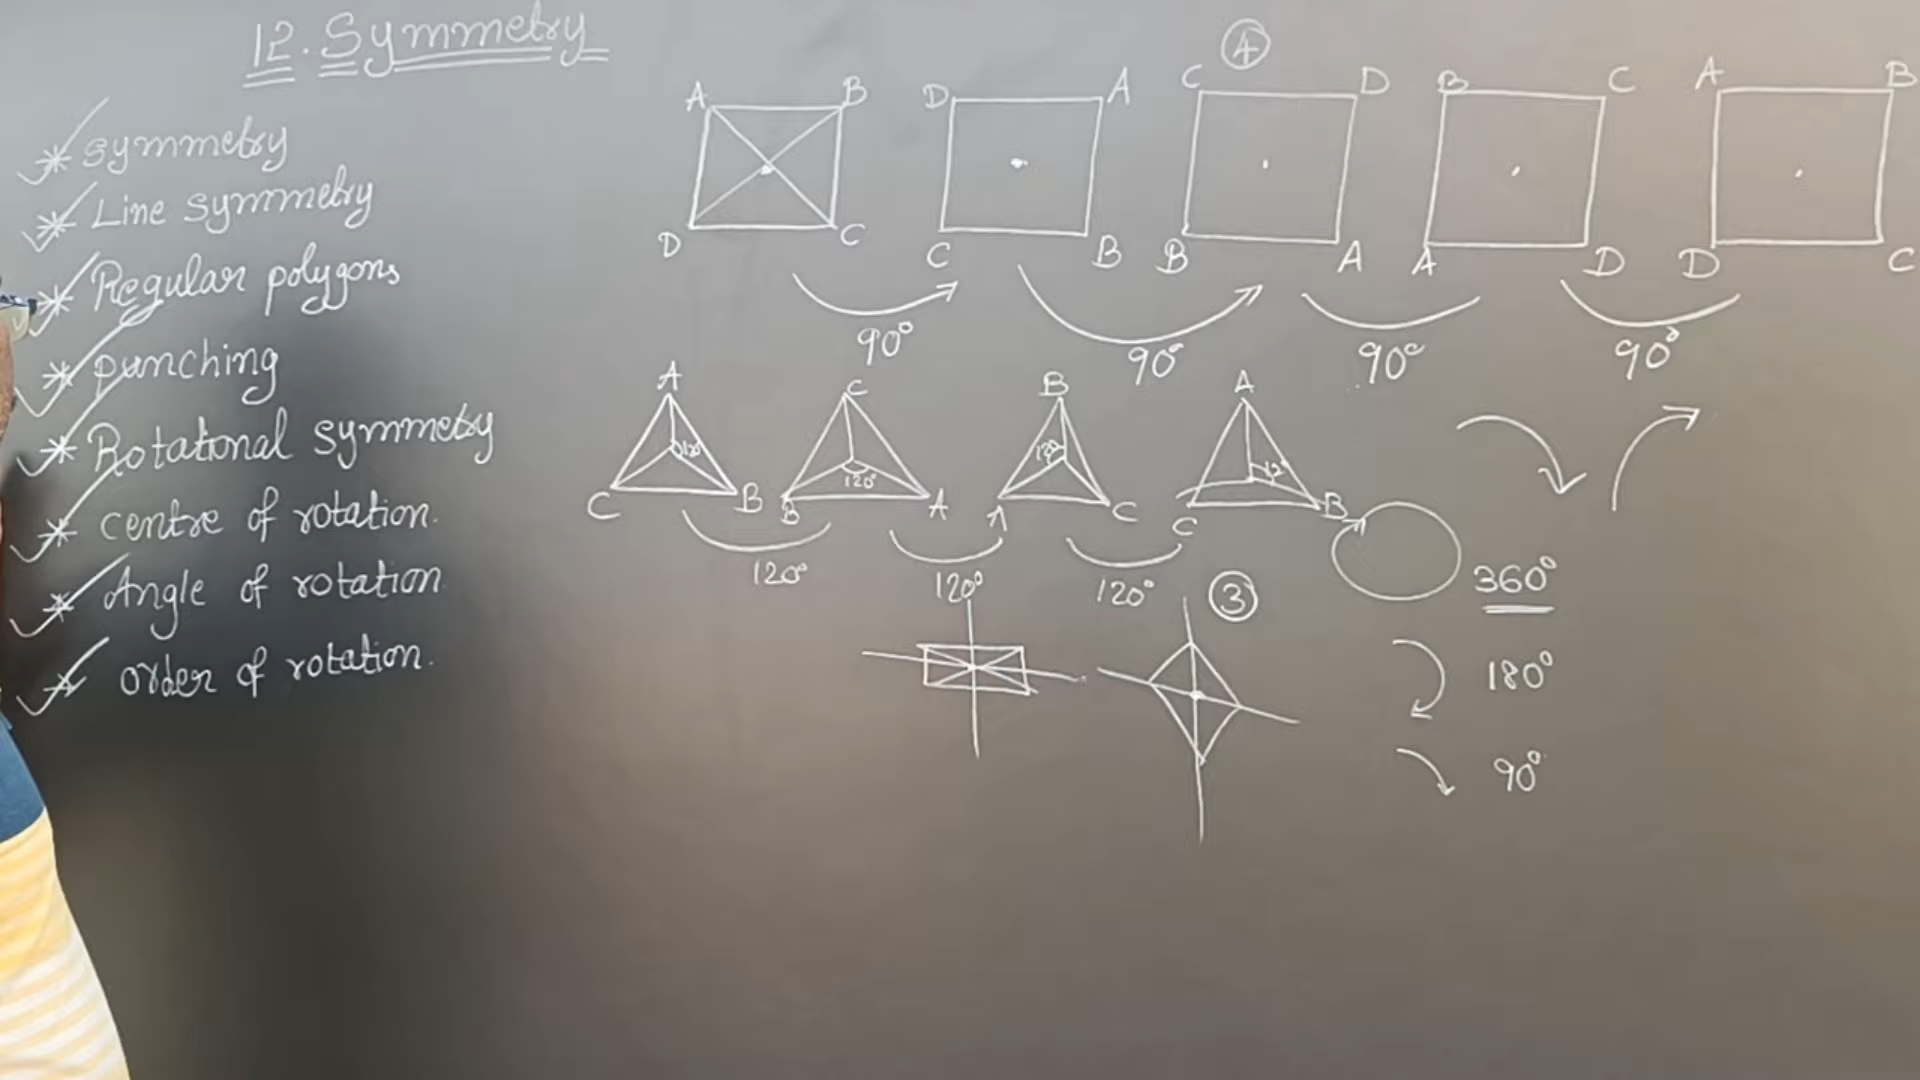 12. Symmetry
* symmetry
* Line symmetry
* Regular polygons
* punching
* Rotational symmetry
* centre of rotation.
* Angle of rotation.
* order of rotation.
4
A B D A C D B C A B
D C C B B A A D D C
90° 90° 90° 90°
A C B A
120° 120°
C B B A A C C B
120° 120° 120° 3
360°
180°
90°